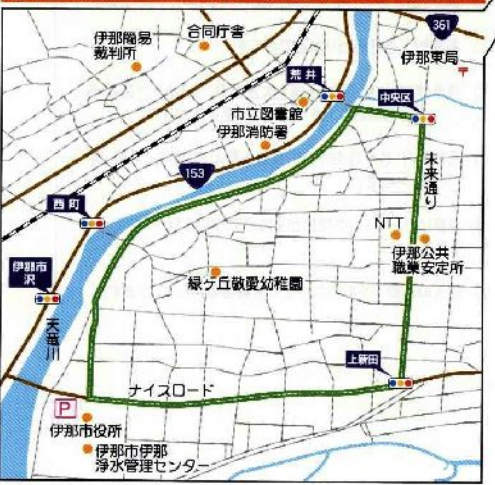 361
伊那簡易
裁判所
合同庁舎
伊那東局
荒井
中央区
市立図書館
伊那消防署
未来通り
153
西町
NTT
伊那公共
職業安定所
伊那市
沢
緑ヶ丘敬愛幼稚園
天竜川
上新田
ナイスロード
P
伊那市役所
伊那市伊那
浄水管理センター